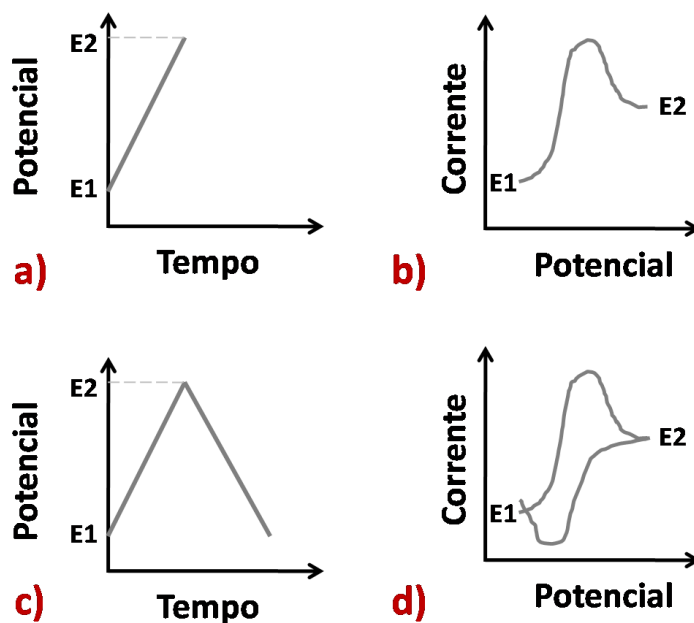 E2
Potencial
E1
Tempo
a)
Corrente
E2
E1
Potencial
b)
E2
Potencial
E1
Tempo
c)
Corrente
E2
E1
Potencial
d)